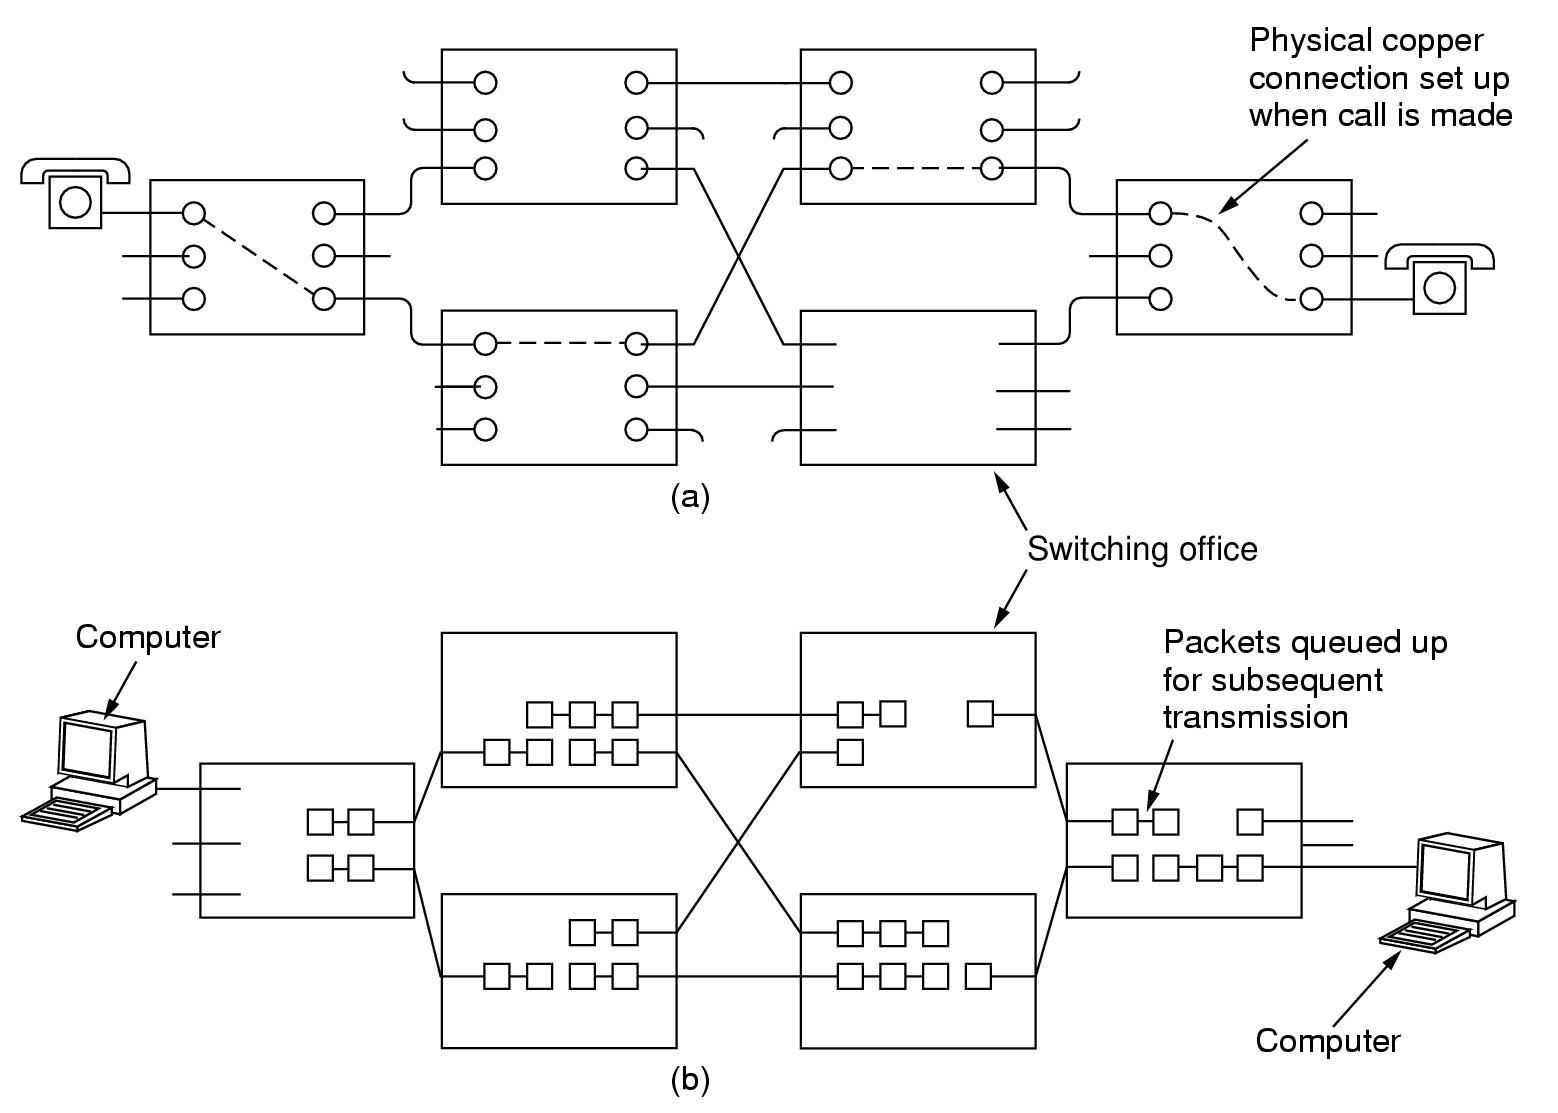 Physical copper
connection set up
when call is made
(a)
Switching office
Computer
Packets queued up
for subsequent
transmission
Computer
(b)